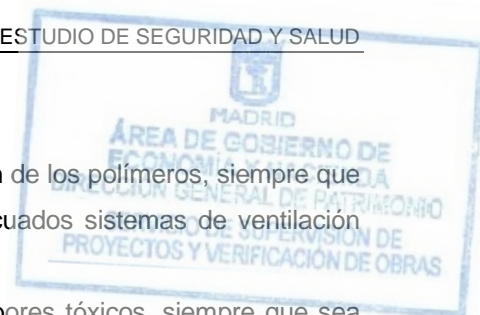 ESTUDIO DE SEGURIDAD Y SALUD
MADRID
ÁREA DE GOBIERNO DE
ECONOMÍA Y HACIENDA
n de los polímeros, siempre que
DIRECCIÓN GENERAL DE PATRIMONIO
cuados sistemas de ventilación
SERVICIO DE SUPERVISIÓN DE
PROYECTOS Y VERIFICACIÓN DE OBRAS
pores tóxicos, siempre que sea